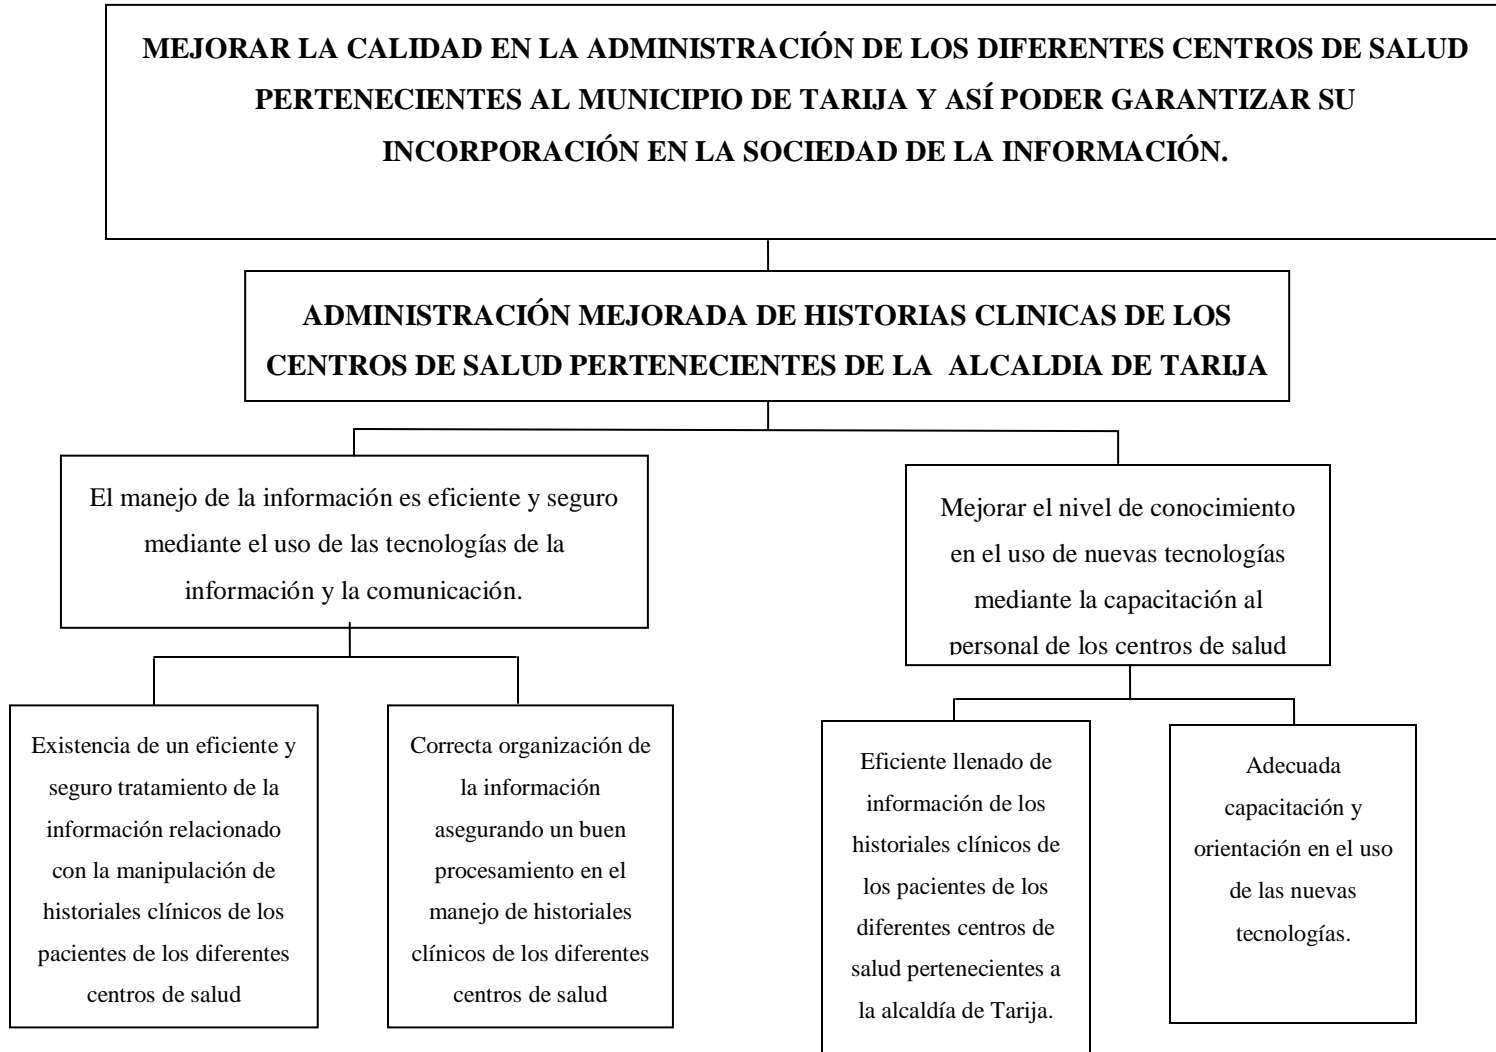 MEJORAR LA CALIDAD EN LA ADMINISTRACIÓN DE LOS DIFERENTES CENTROS DE SALUD
PERTENECIENTES AL MUNICIPIO DE TARIJA Y ASÍ PODER GARANTIZAR SU
INCORPORACIÓN EN LA SOCIEDAD DE LA INFORMACIÓN.
ADMINISTRACIÓN MEJORADA DE HISTORIAS CLINICAS DE LOS
CENTROS DE SALUD PERTENECIENTES DE LA ALCALDIA DE TARIJA
El manejo de la información es eficiente y seguro
mediante el uso de las tecnologías de la
información y la comunicación.
Mejorar el nivel de conocimiento
en el uso de nuevas tecnologías
mediante la capacitación al
personal de los centros de salud
Existencia de un eficiente y
seguro tratamiento de la
información relacionado
con la manipulación de
historiales clínicos de los
pacientes de los diferentes
centros de salud
Correcta organización de
la información
asegurando un buen
procesamiento en el
manejo de historiales
clínicos de los diferentes
centros de salud
Eficiente llenado de
información de los
historiales clínicos de
los pacientes de los
diferentes centros de
salud pertenecientes a
la alcaldía de Tarija.
Adecuada
capacitación y
orientación en el uso
de las nuevas
tecnologías.